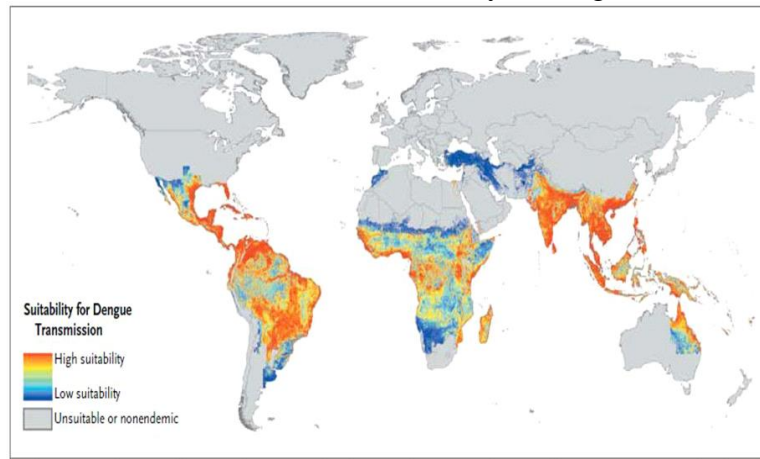 Suitability for Dengue
Transmission
High suitability
Low suitability
Unsuitable or nonendemic